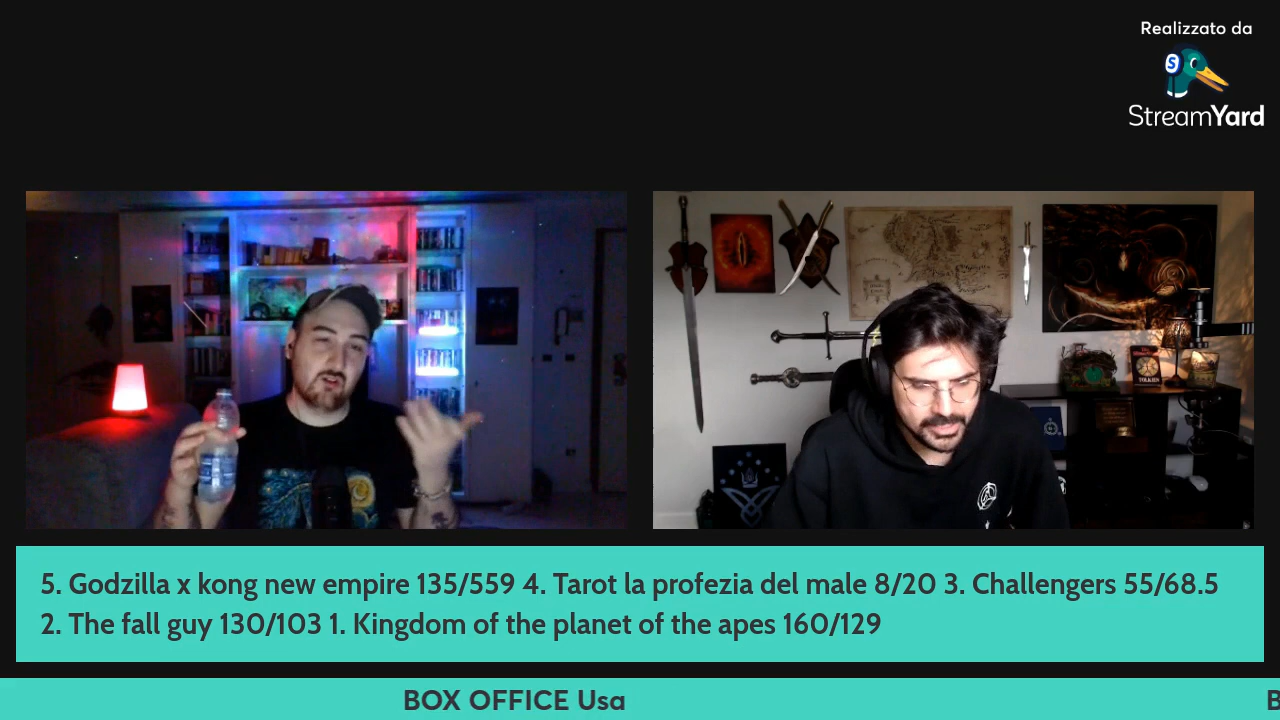 Realizzato da
S
StreamYard
TOLKIEN
5. Godzilla x kong new empire 135/559 4. Tarot la profezia del male 8/20 3. Challengers 55/68.5
2. The fall guy 130/103 1. Kingdom of the planet of the apes 160/129
BOX OFFICE Usa
B